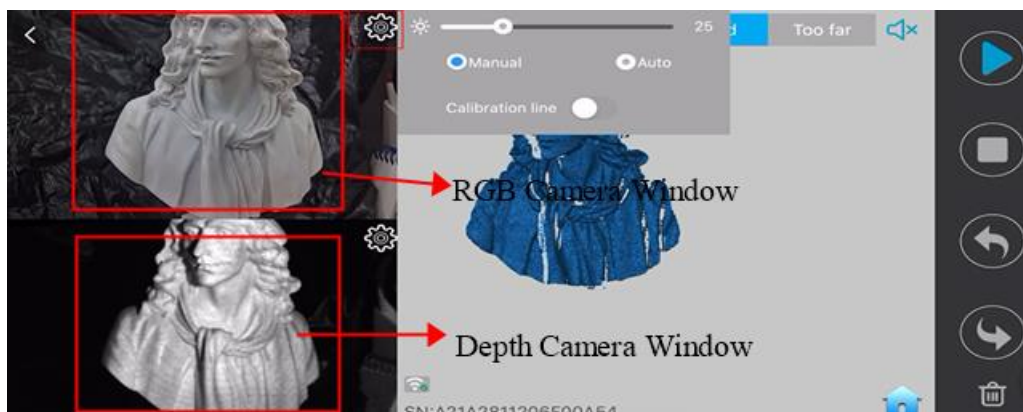 25
Too far
Manual
Auto
Calibration line
RGB Camera Window
Depth Camera Window